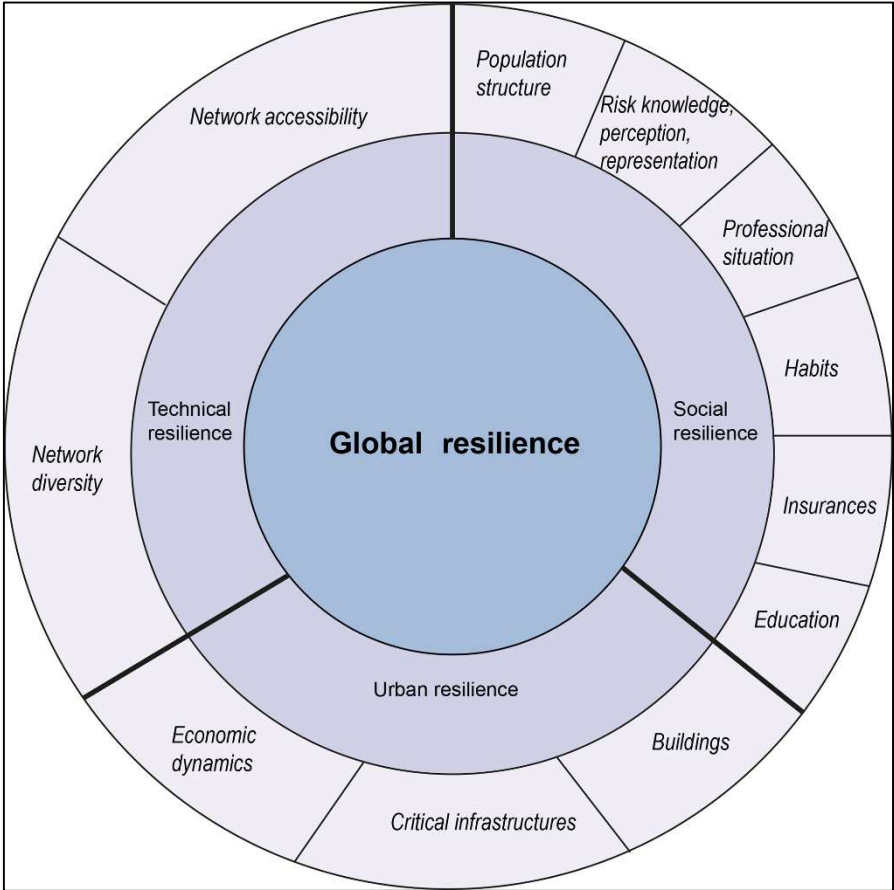 Population
structure
Network accessibility
Risk knowledge,
perception,
representation
Professional
situation
Habits
Technical
resilience
Social
resilience
Global resilience
Network
diversity
Insurances
Education
Urban resilience
Economic
dynamics
Buildings
Critical infrastructures